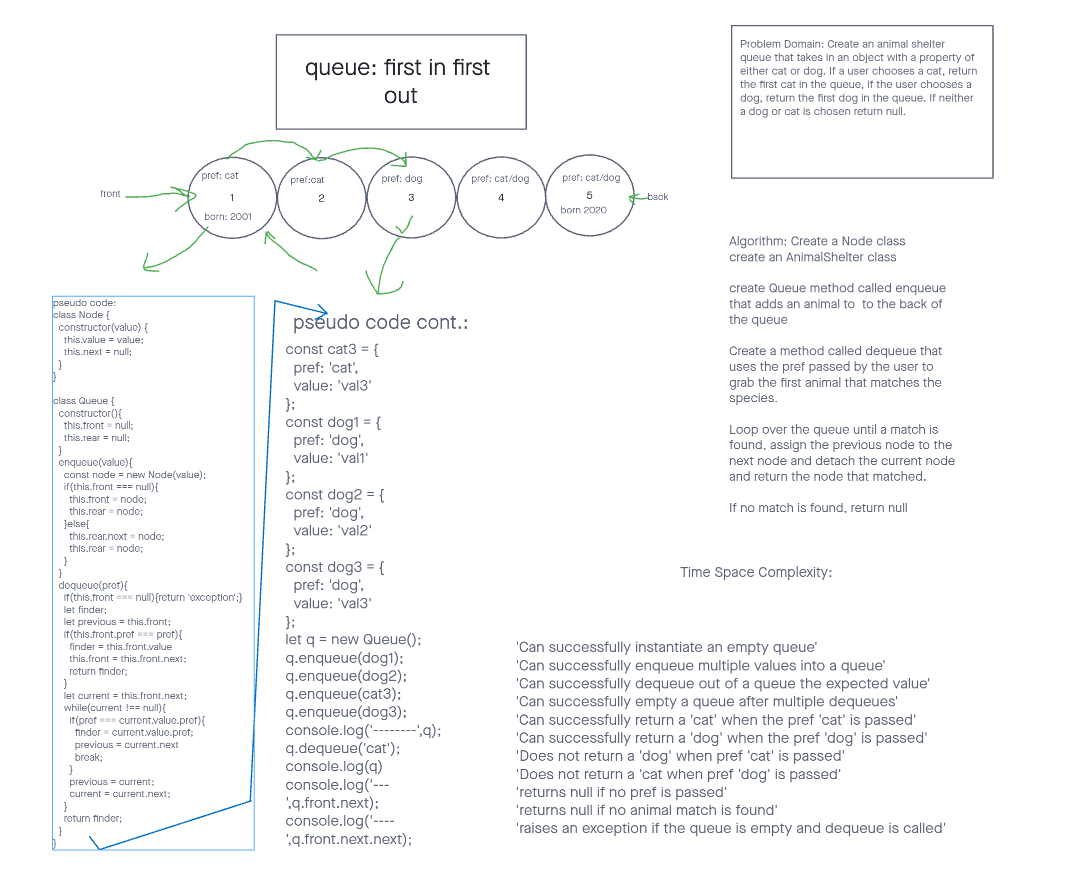 queue: first in first
out
Problem Domain: Create an animal shelter
queue that takes in an object with a property of
either cat or dog. If a user chooses a cat, return
the first cat in the queue, if the user chooses a
dog, return the first dog in the queue. If neither
a dog or cat is chosen return null.
front
pref: cat
1
born: 2001
pref:cat
2
pref: dog
3
pref: cat/dog
4
pref: cat/dog
5
born 2020
back
Algorithm: Create a Node class
create an AnimalShelter class
create Queue method called enqueue
that adds an animal to  to the back of
the queue
Create a method called dequeue that
uses the pref passed by the user to
grab the first animal that matches the
species.
Loop over the queue until a match is
found, assign the previous node to the
next node and detach the current node
and return the node that matched.
If no match is found, return null
pseudo code:
class Node {
constructor(value) {
this.value = value;
this.next = null;
}
}
class Queue {
constructor(){
this.front = null;
this.rear = null;
}
enqueue(value){
const node = new Node(value);
if(this.front === null){
this.front = node;
this.rear = node;
}else{
this.rear.next = node;
this.rear = node;
}
}
dequeue(pref){
if(this.front === null){return 'exception';}
let finder;
let previous = this.front;
if(this.front.pref === pref){
finder = this.front.value
this.front = this.front.next;
return finder;
}
let current = this.front.next;
while(current !== null){
if(pref === current.value.pref){
finder = current.value.pref;
previous = current.next
break;
}
previous = current;
current = current.next;
}
return finder;
}
}
pseudo code cont.:
const cat3 = {
pref: 'cat',
value: 'val3'
};
const dog1 = {
pref: 'dog',
value: 'val1'
};
const dog2 = {
pref: 'dog',
value: 'val2'
};
const dog3 = {
pref: 'dog',
value: 'val3'
};
let q = new Queue();
q.enqueue(dog1);
q.enqueue(dog2);
q.enqueue(cat3);
q.enqueue(dog3);
console.log('--------',q);
q.dequeue('cat');
console.log(q)
console.log('---
',q.front.next);
console.log('----
',q.front.next.next);
Time Space Complexity:
'Can successfully instantiate an empty queue'
'Can successfully enqueue multiple values into a queue'
'Can successfully dequeue out of a queue the expected value'
'Can successfully empty a queue after multiple dequeues'
'Can successfully return a 'cat' when the pref 'cat' is passed'
'Can successfully return a 'dog' when the pref 'dog' is passed'
'Does not return a 'dog' when pref 'cat' is passed'
'Does not return a 'cat when pref 'dog' is passed'
'returns null if no pref is passed'
'returns null if no animal match is found'
'raises an exception if the queue is empty and dequeue is called'